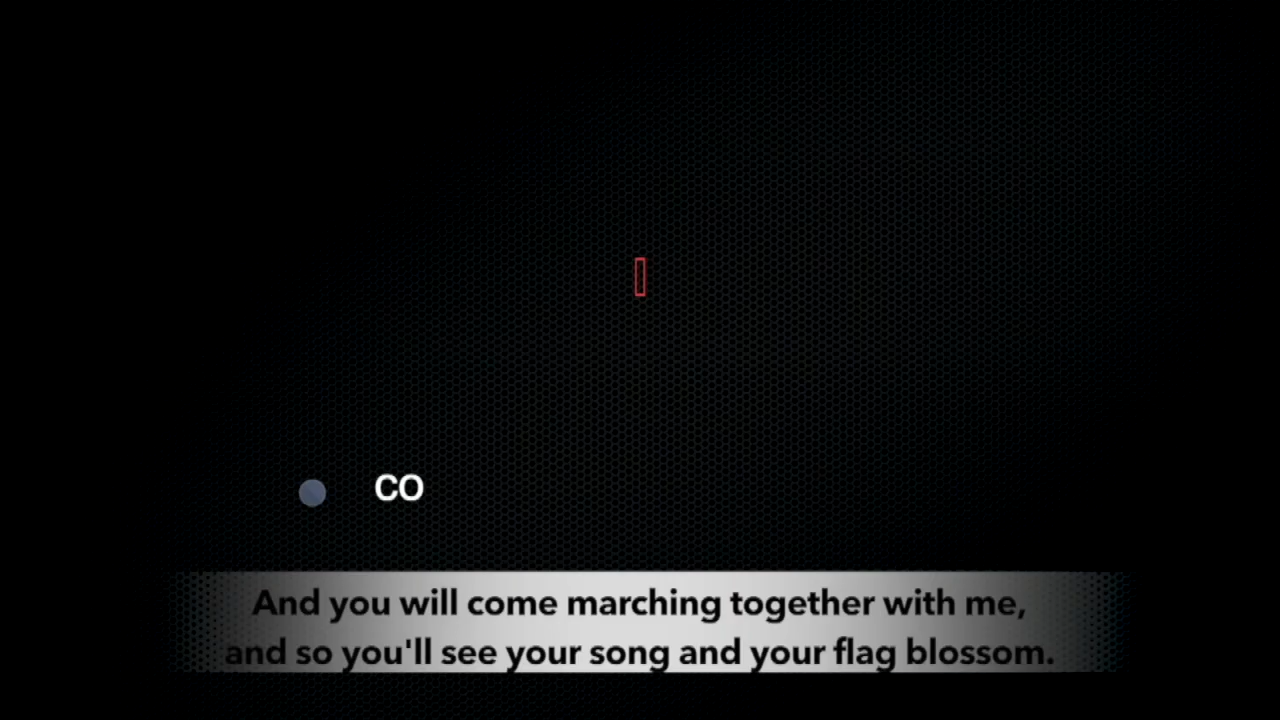 CO
And you will come marching together with me,
and so you'll see your song and your flag blossom.